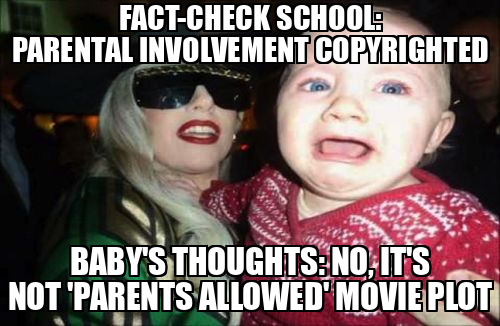 FACT-CHECK SCHOOL:
PARENTAL INVOLVEMENT COPYRIGHTED
BABY'S THOUGHTS: NO, IT'S
NOT 'PARENTS ALLOWED' MOVIE PLOT